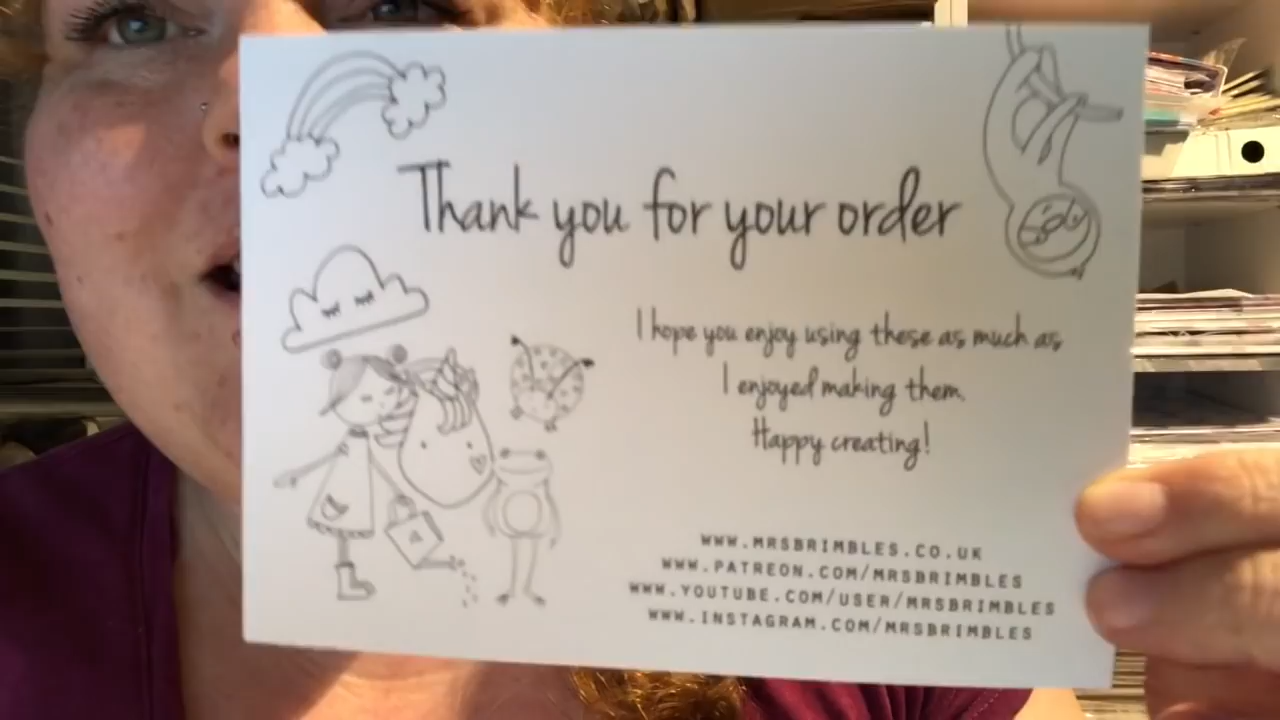 Thank you for your order
I hope you enjoy using these as much as
I enjoyed making them.
Happy creating!
WWW.MRSBRIMBLES.CO.UK
WWW.PATREON.COM/MRSBRIMBLES
WWW.YOUTUBE.COM/USER/MRSBRIMBLES
WWW.INSTAGRAM.COM/MRSBRIMBLES